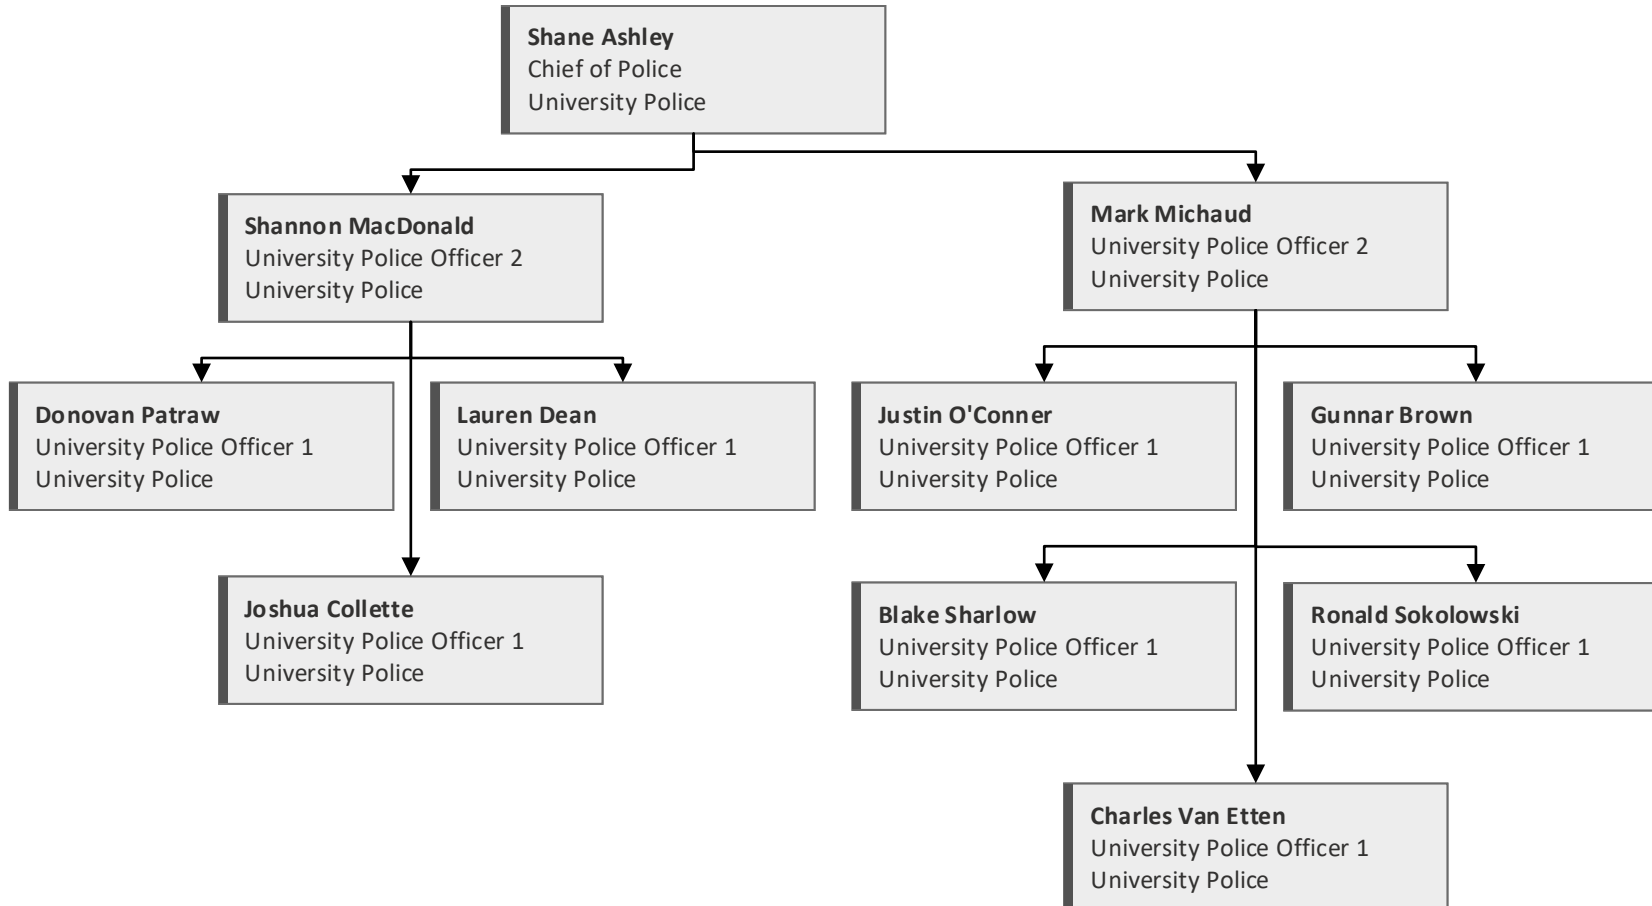 Shane Ashley
Chief of Police
University Police
Shannon MacDonald
University Police Officer 2
University Police
Mark Michaud
University Police Officer 2
University Police
Donovan Patraw
University Police Officer 1
University Police
Lauren Dean
University Police Officer 1
University Police
Justin O'Conner
University Police Officer 1
University Police
Gunnar Brown
University Police Officer 1
University Police
Joshua Collette
University Police Officer 1
University Police
Blake Sharlow
University Police Officer 1
University Police
Ronald Sokolowski
University Police Officer 1
University Police
Charles Van Etten
University Police Officer 1
University Police